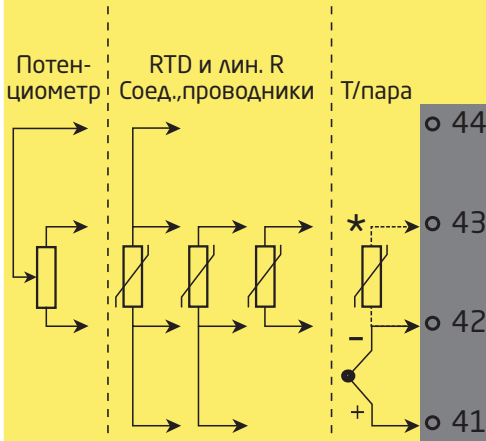 Потен-
циометр
RTD и лин. R
Соед.,проводники
Т/пара
44
*
43
42
−
+
41